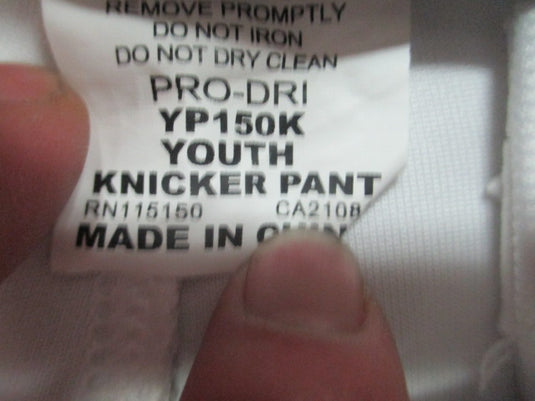 REMOVE PROMPTLY
DO NOT IRON
DO NOT DRY CLEAN
PRO-DRI
YP150K
YOUTH
KNICKER PANT
RN115150 CA2108
MADE IN